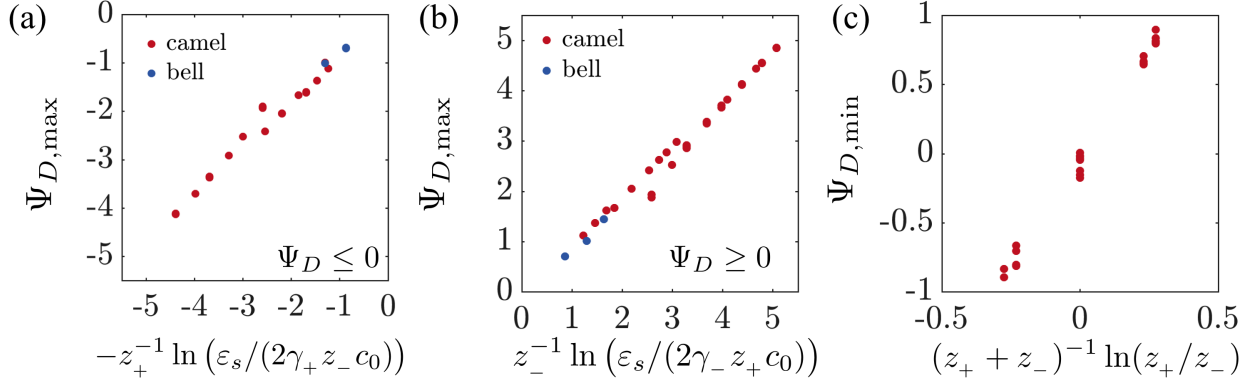 (a)
0
-1
-2
-3
-4
-5
Ψ_{D,max}
camel
bell
Ψ_D ≤ 0
-5 -4 -3 -2 -1 0
−z_+^{-1} ln (ε_s/(2γ_+ z_− c_0))
(b)
5
4
3
2
1
0
Ψ_{D,max}
camel
bell
Ψ_D ≥ 0
0 1 2 3 4 5
z_−^{-1} ln (ε_s/(2γ_− z_+ c_0))
(c)
1
0.5
0
-0.5
-1
Ψ_{D,min}
-0.5 0 0.5
(z_+ + z_−)^{-1} ln(z_+/z_−)